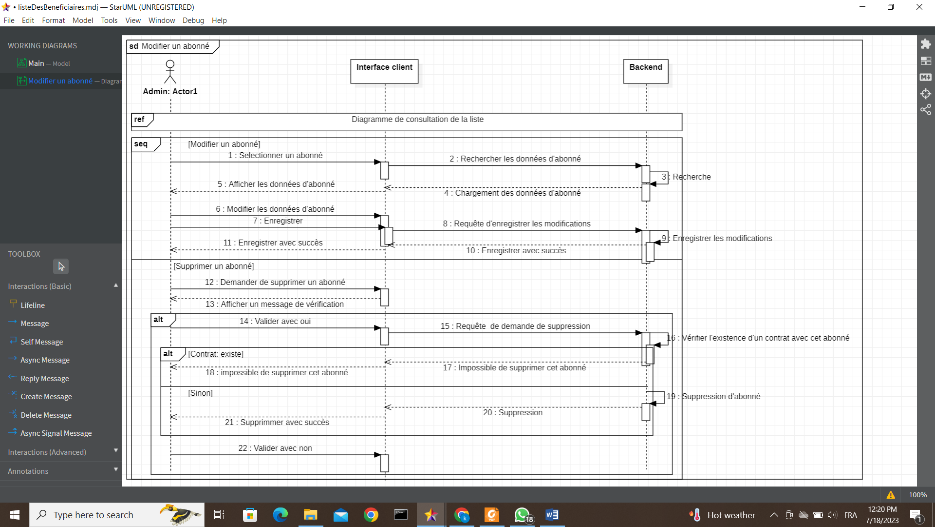 • listeDesBeneficiaires.mdj — StarUML (UNREGISTERED)
File Edit Format Model Tools View Window Debug Help
WORKING DIAGRAMS
Main — Model
Modifier un abonné — Diagram
sd Modifier un abonné
Interface client
Backend
Admin: Actor1
ref
Diagramme de consultation de la liste
seq
[Modifier un abonné]
1 : Selectionner un abonné
2 : Rechercher les données d'abonné
3 : Recherche
5 : Afficher les données d'abonné
4 : Chargement des données d'abonné
6 : Modifier les données d'abonné
7 : Enregistrer
8 : Requête d'enregistrer les modifications
9 : Enregistrer les modifications
11 : Enregistrer avec succès
10 : Enregistrer avec succès
[Supprimer un abonné]
12 : Demander de supprimer un abonné
13 : Afficher un message de vérification
alt
14 : Valider avec oui
15 : Requête de demande de suppression
16 : Vérifier l'existence d'un contrat avec cet abonné
alt
[Contrat: existe]
17 : Impossible de supprimer cet abonné
18 : impossible de supprimer cet abonné
[Sinon]
19 : Suppression d'abonné
20 : Suppression
21 : Supprimmer avec succès
22 : Valider avec non
TOOLBOX
Interactions (Basic)
Lifeline
Message
Self Message
Async Message
Reply Message
Create Message
Delete Message
Async Signal Message
Interactions (Advanced)
Annotations
100%
Type here to search
18
Hot weather
FRA
12:20 PM
7/18/2023
1